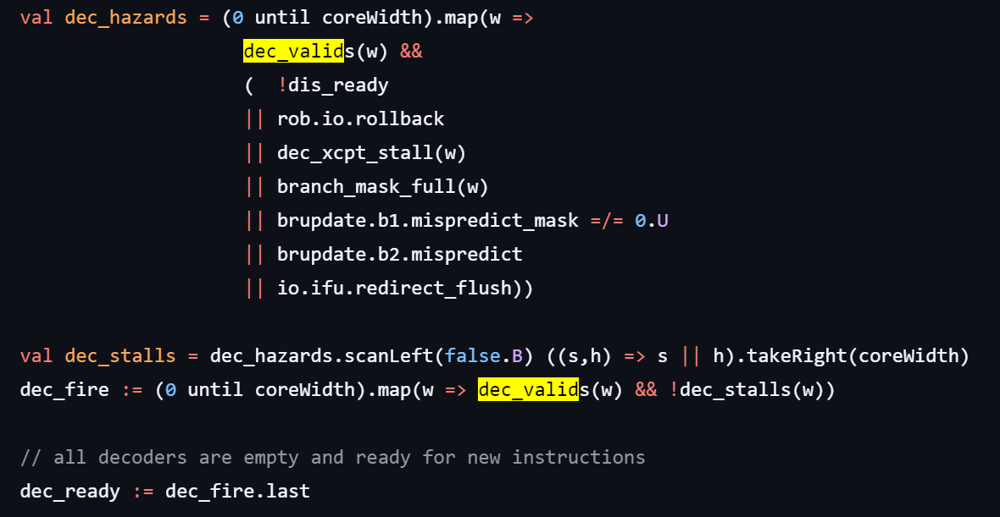 val dec_hazards = (0 until coreWidth).map(w =>
dec_valids(w) &&
( !dis_ready
|| rob.io.rollback
|| dec_xcpt_stall(w)
|| branch_mask_full(w)
|| brupdate.b1.mispredict_mask =/= 0.U
|| brupdate.b2.mispredict
|| io.ifu.redirect_flush))
val dec_stalls = dec_hazards.scanLeft(false.B) ((s,h) => s || h).takeRight(coreWidth)
dec_fire := (0 until coreWidth).map(w => dec_valids(w) && !dec_stalls(w))
// all decoders are empty and ready for new instructions
dec_ready := dec_fire.last